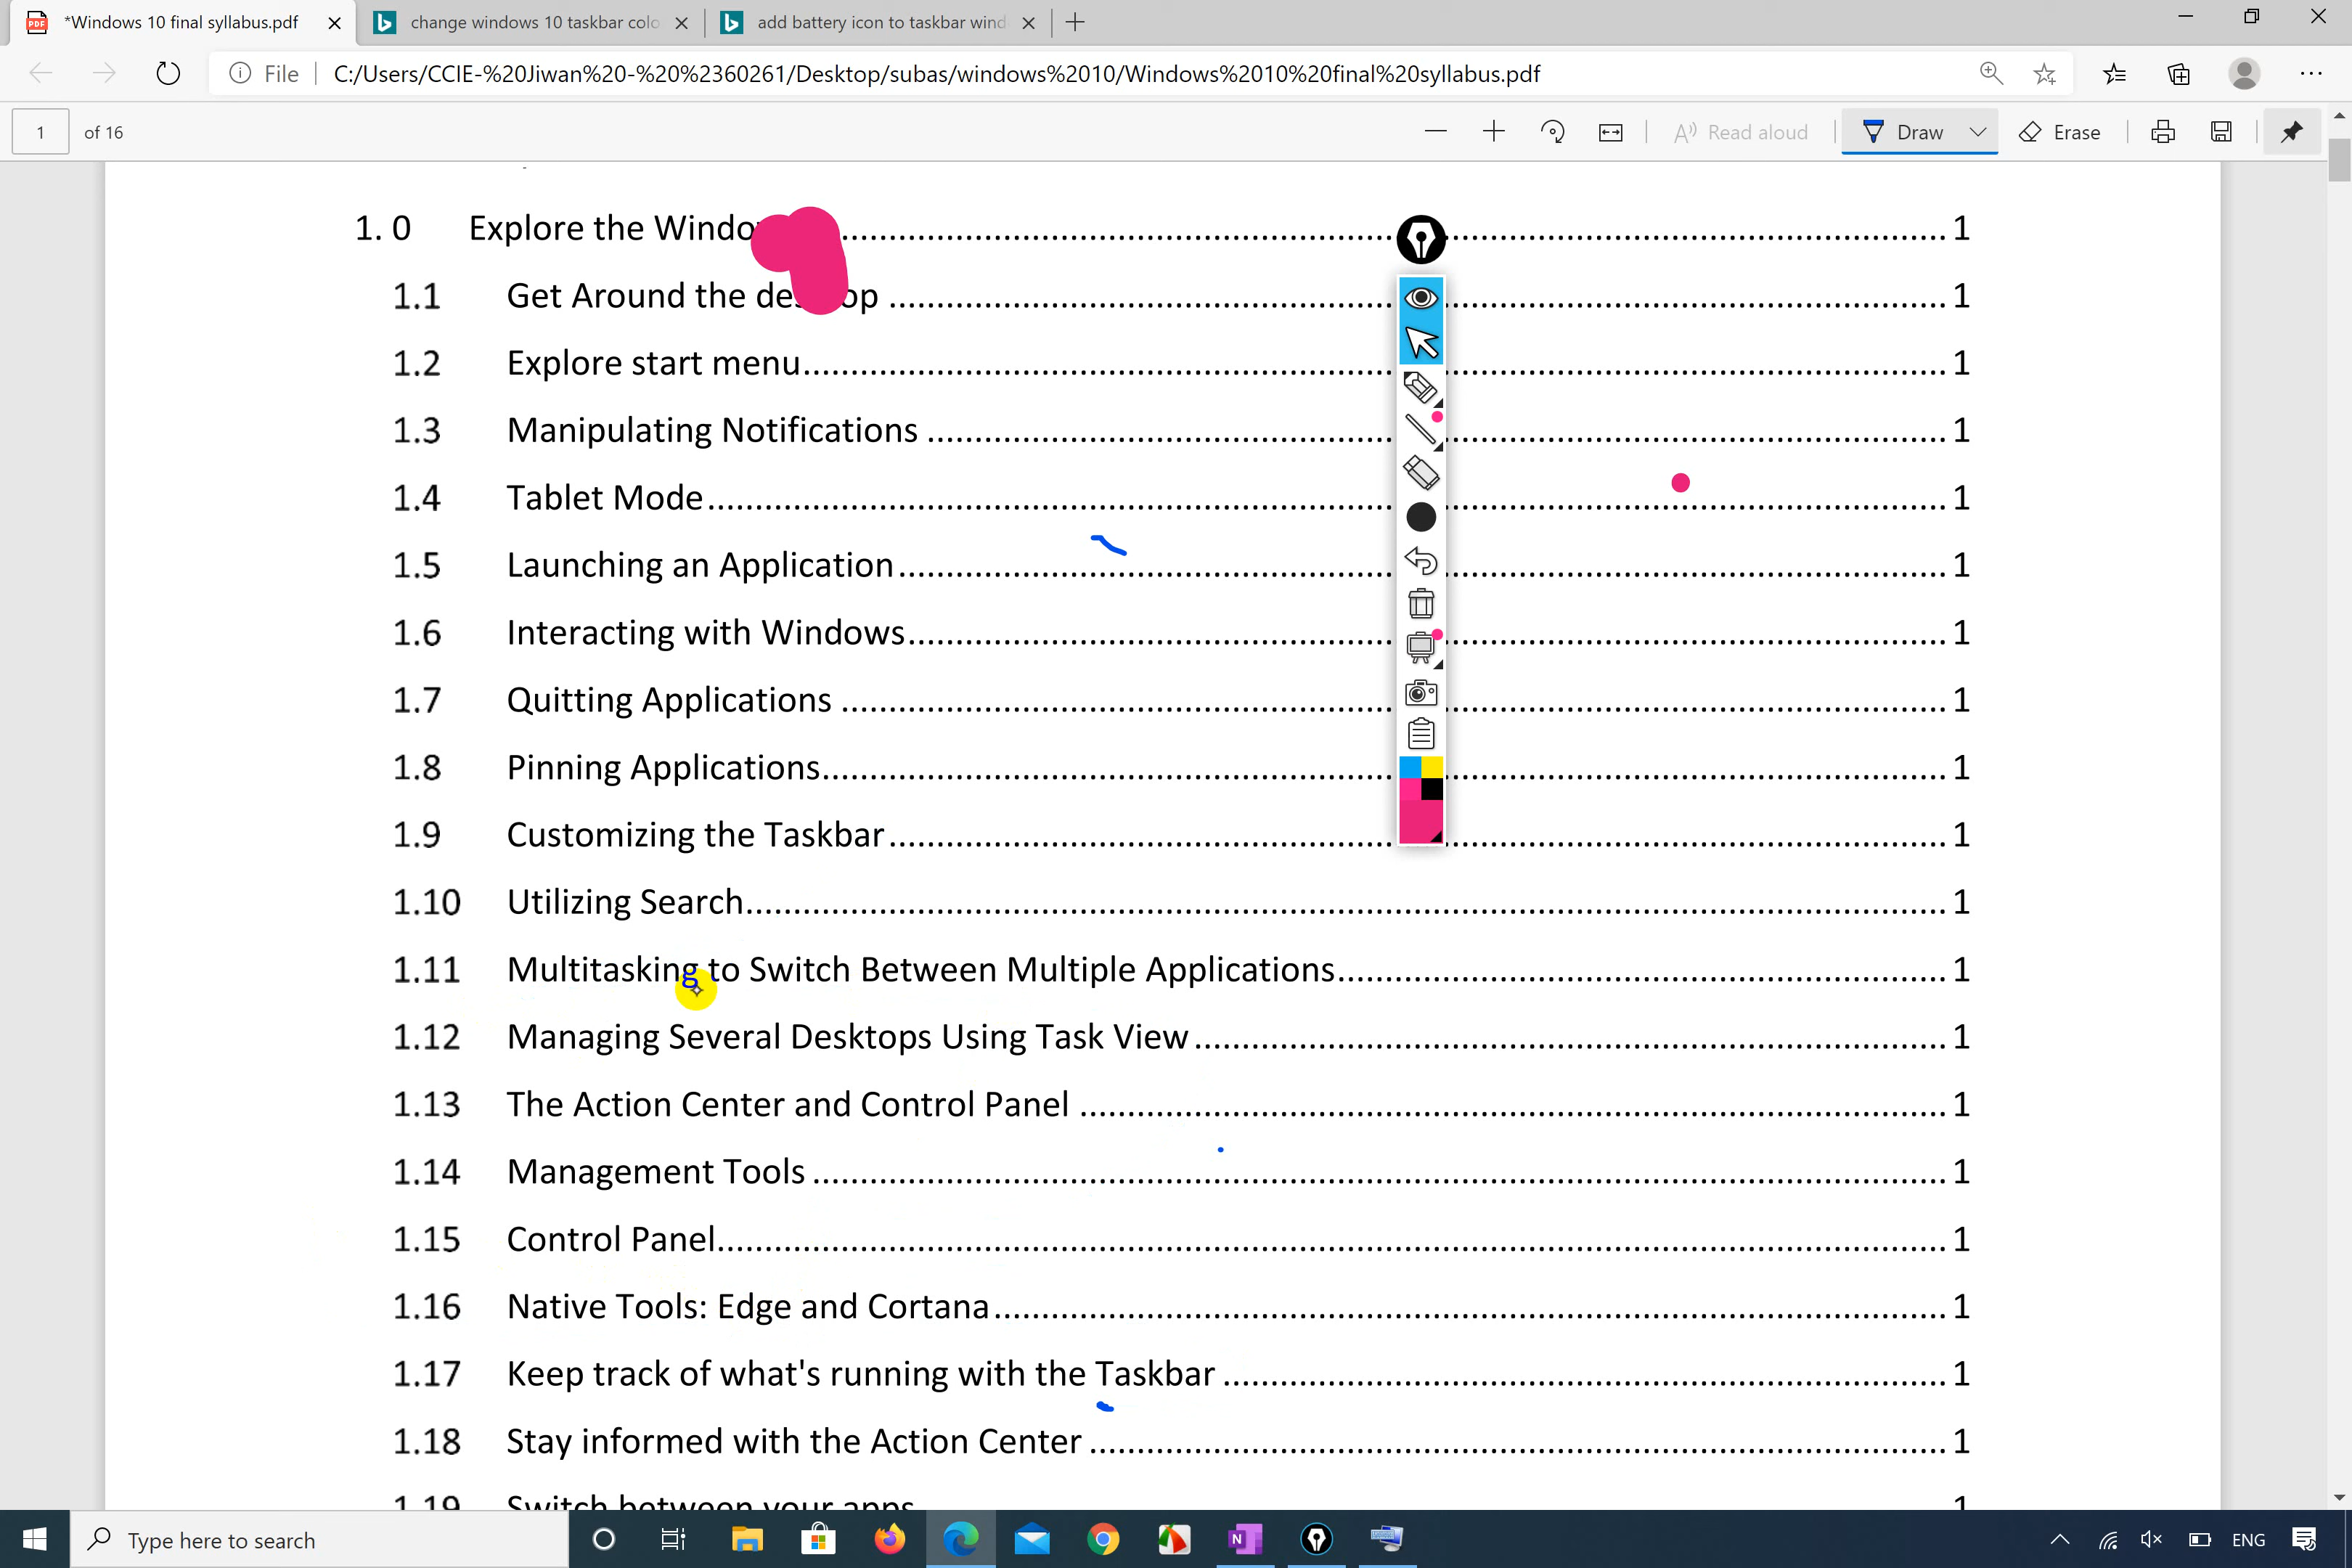 *Windows 10 final syllabus.pdf
change windows 10 taskbar colo
add battery icon to taskbar wind
File
C:/Users/CCIE-%20Jiwan%20-%20%2360261/Desktop/subas/windows%2010/Windows%2010%20final%20syllabus.pdf
1 of 16
Read aloud
Draw
Erase
1. 0 Explore the Windo 1
1.1 Get Around the de op 1
1.2 Explore start menu 1
1.3 Manipulating Notifications 1
1.4 Tablet Mode 1
1.5 Launching an Application 1
1.6 Interacting with Windows 1
1.7 Quitting Applications 1
1.8 Pinning Applications 1
1.9 Customizing the Taskbar 1
1.10 Utilizing Search 1
1.11 Multitasking to Switch Between Multiple Applications 1
1.12 Managing Several Desktops Using Task View 1
1.13 The Action Center and Control Panel 1
1.14 Management Tools 1
1.15 Control Panel 1
1.16 Native Tools: Edge and Cortana 1
1.17 Keep track of what's running with the Taskbar 1
1.18 Stay informed with the Action Center 1
1.19 Switch between your apps 1
Type here to search
ENG